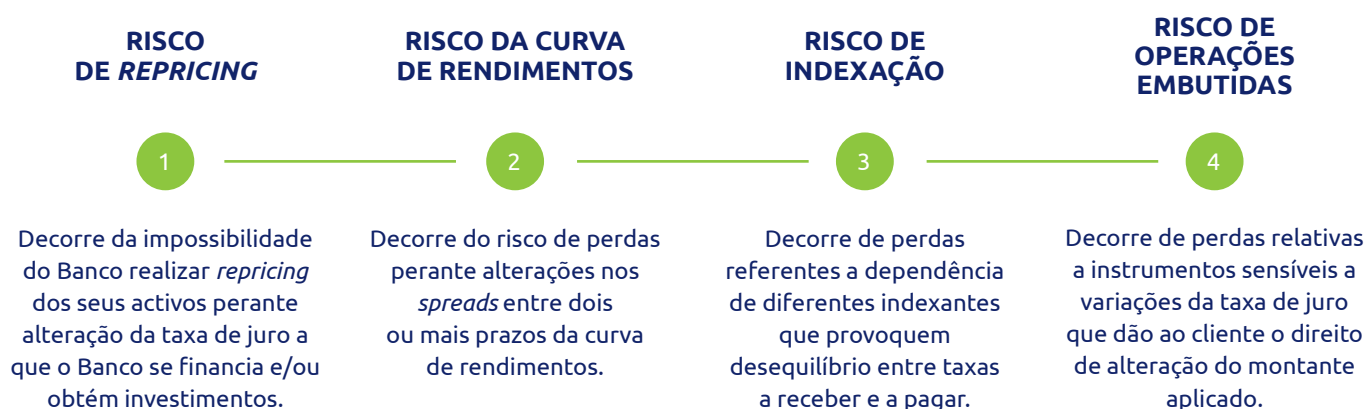 RISCO
DE REPRICING
1
Decorre da impossibilidade
do Banco realizar repricing
dos seus activos perante
alteração da taxa de juro a
que o Banco se financia e/ou
obtém investimentos.
RISCO DA CURVA
DE RENDIMENTOS
2
Decorre do risco de perdas
perante alterações nos
spreads entre dois
ou mais prazos da curva
de rendimentos.
RISCO DE
INDEXAÇÃO
3
Decorre de perdas
referentes a dependência
de diferentes indexantes
que provoquem
desequilíbrio entre taxas
a receber e a pagar.
RISCO DE
OPERAÇÕES
EMBUTIDAS
4
Decorre de perdas relativas
a instrumentos sensíveis a
variações da taxa de juro
que dão ao cliente o direito
de alteração do montante
aplicado.